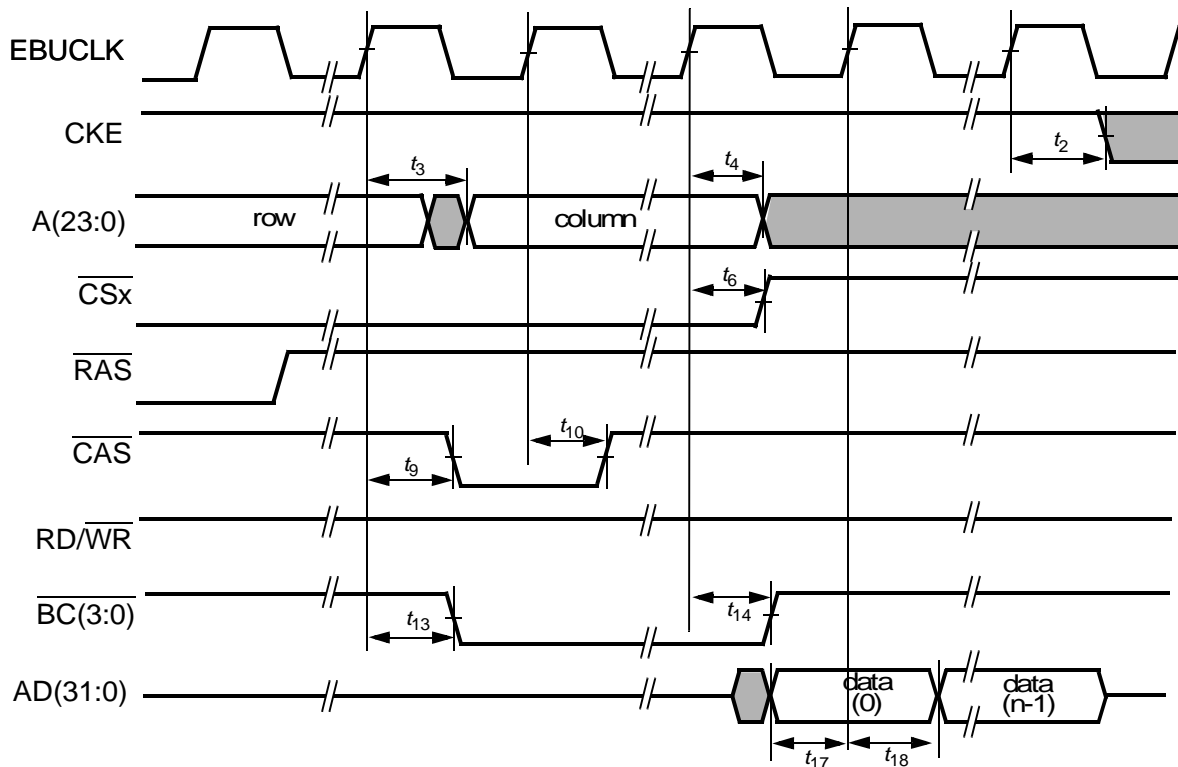 EBUCLK
CKE
t2
t3
t4
A(23:0)
row
column
CSx
t6
RAS
CAS
t10
t9
RD/WR
BC(3:0)
t13
t14
AD(31:0)
data
(0)
data
(n-1)
t17
t18